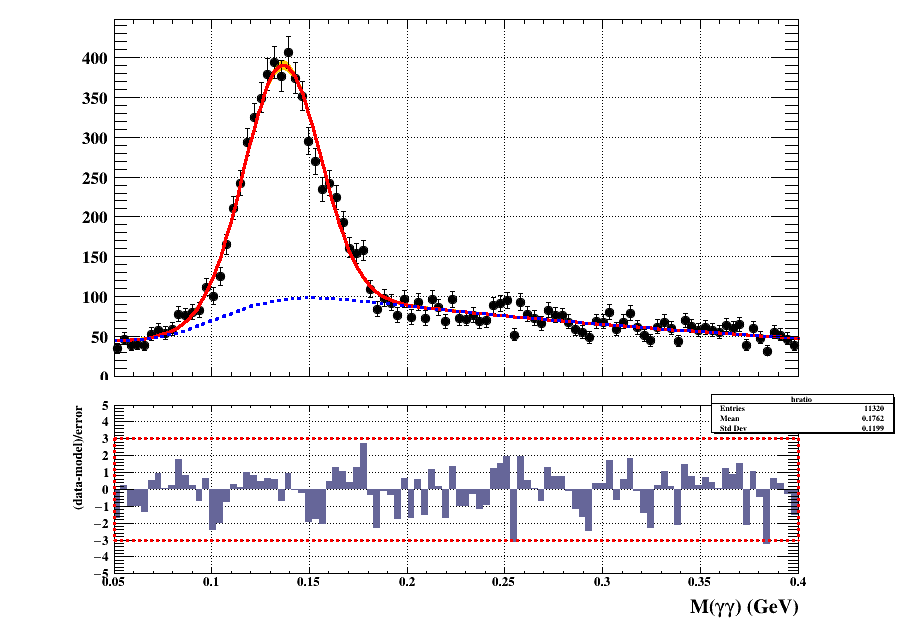 400
350
300
250
200
150
100
50
0
hratio
Entries 11320
Mean 0.1762
Std Dev 0.1199
(data-model)/error
5
4
3
2
1
0
−1
−2
−3
−4
−5
0.05 0.1 0.15 0.2 0.25 0.3 0.35 0.4
M(γγ) (GeV)